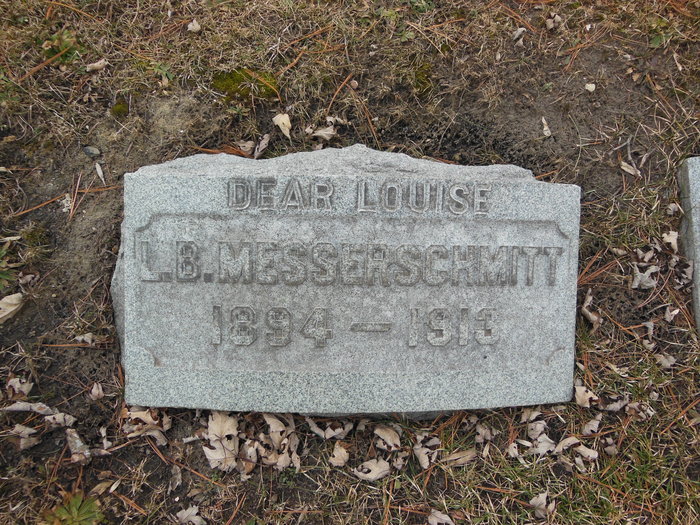 DEAR LOUISE
L.B. MESSERSCHMITT
1894 — 1913